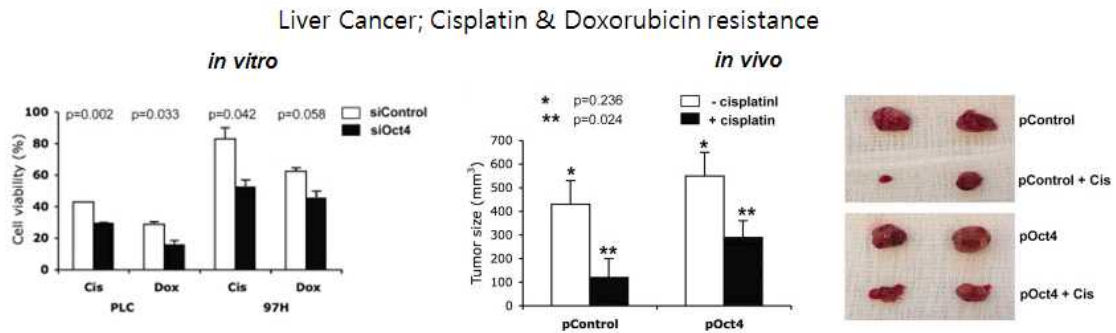 Liver Cancer; Cisplatin & Doxorubicin resistance
in vitro
in vivo
p=0.002 p=0.033 p=0.042 p=0.058
siControl
siOct4
Cell viability (%)
100
80
60
40
20
0
Cis Dox Cis Dox
PLC 97H
* p=0.236
** p=0.024
- cisplatinl
+ cisplatin
Tumor size (mm³)
700
600
500
400
300
200
100
0
* ** * **
pControl pOct4
pControl
pControl + Cis
pOct4
pOct4 + Cis